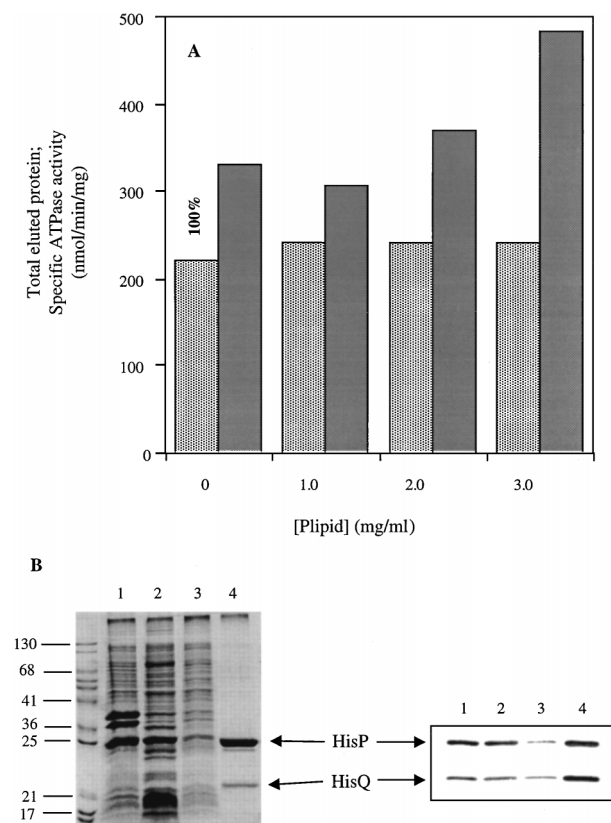 A
500
400
300
200
100
0
Total eluted protein;
Specific ATPase activity
(nmol/min/mg)
100%
0 1.0 2.0 3.0
[Plipid] (mg/ml)
B
1 2 3 4
130
68
41
36
25
21
17
HisP
HisQ
1 2 3 4